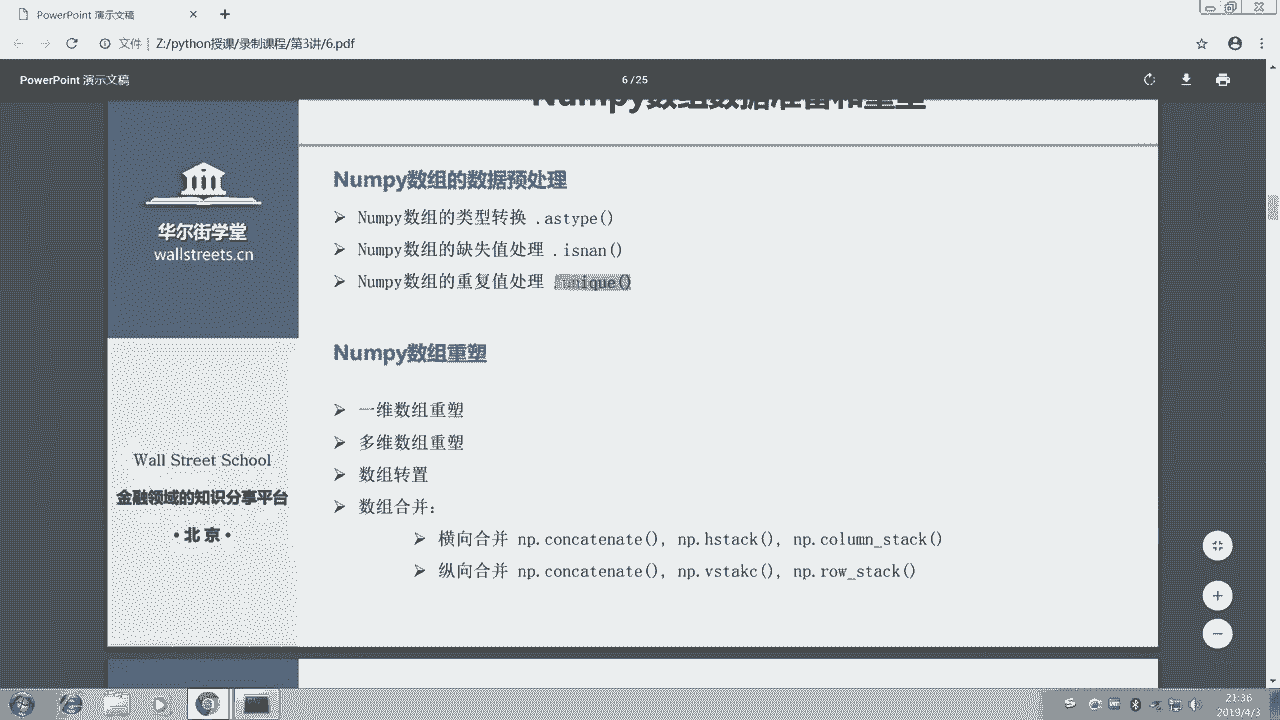 PowerPoint 演示文稿
文件 Z:/python授课/录制课程/第3讲/6.pdf
PowerPoint 演示文稿
6 / 25
Numpy数组数据准备和重塑
华尔街学堂
wallstreets.cn
Wall Street School
金融领域的知识分享平台
• 北 京 •
Numpy数组的数据预处理
Numpy数组的类型转换 .astype()
Numpy数组的缺失值处理 .isnan()
Numpy数组的重复值处理 .unique()
Numpy数组重塑
一维数组重塑
多维数组重塑
数组转置
数组合并：
横向合并 np.concatenate(), np.hstack(), np.column_stack()
纵向合并 np.concatenate(), np.vstakc(), np.row_stack()
21:36
2019/4/3